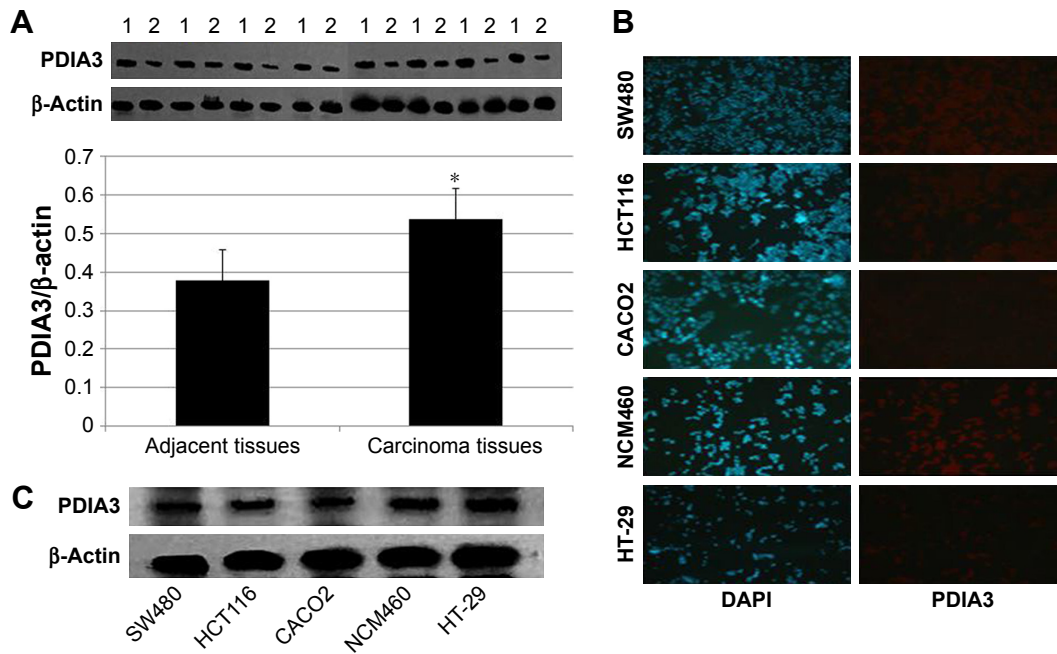 A
1 2 1 2 1 2 1 2 1 2 1 2 1 2 1 2
PDIA3
β-Actin
PDIA3/β-actin
0.7
0.6
0.5
0.4
0.3
0.2
0.1
0
*
Adjacent tissues
Carcinoma tissues
B
SW480
HCT116
CACO2
NCM460
HT-29
DAPI
PDIA3
C
PDIA3
β-Actin
SW480
HCT116
CACO2
NCM460
HT-29